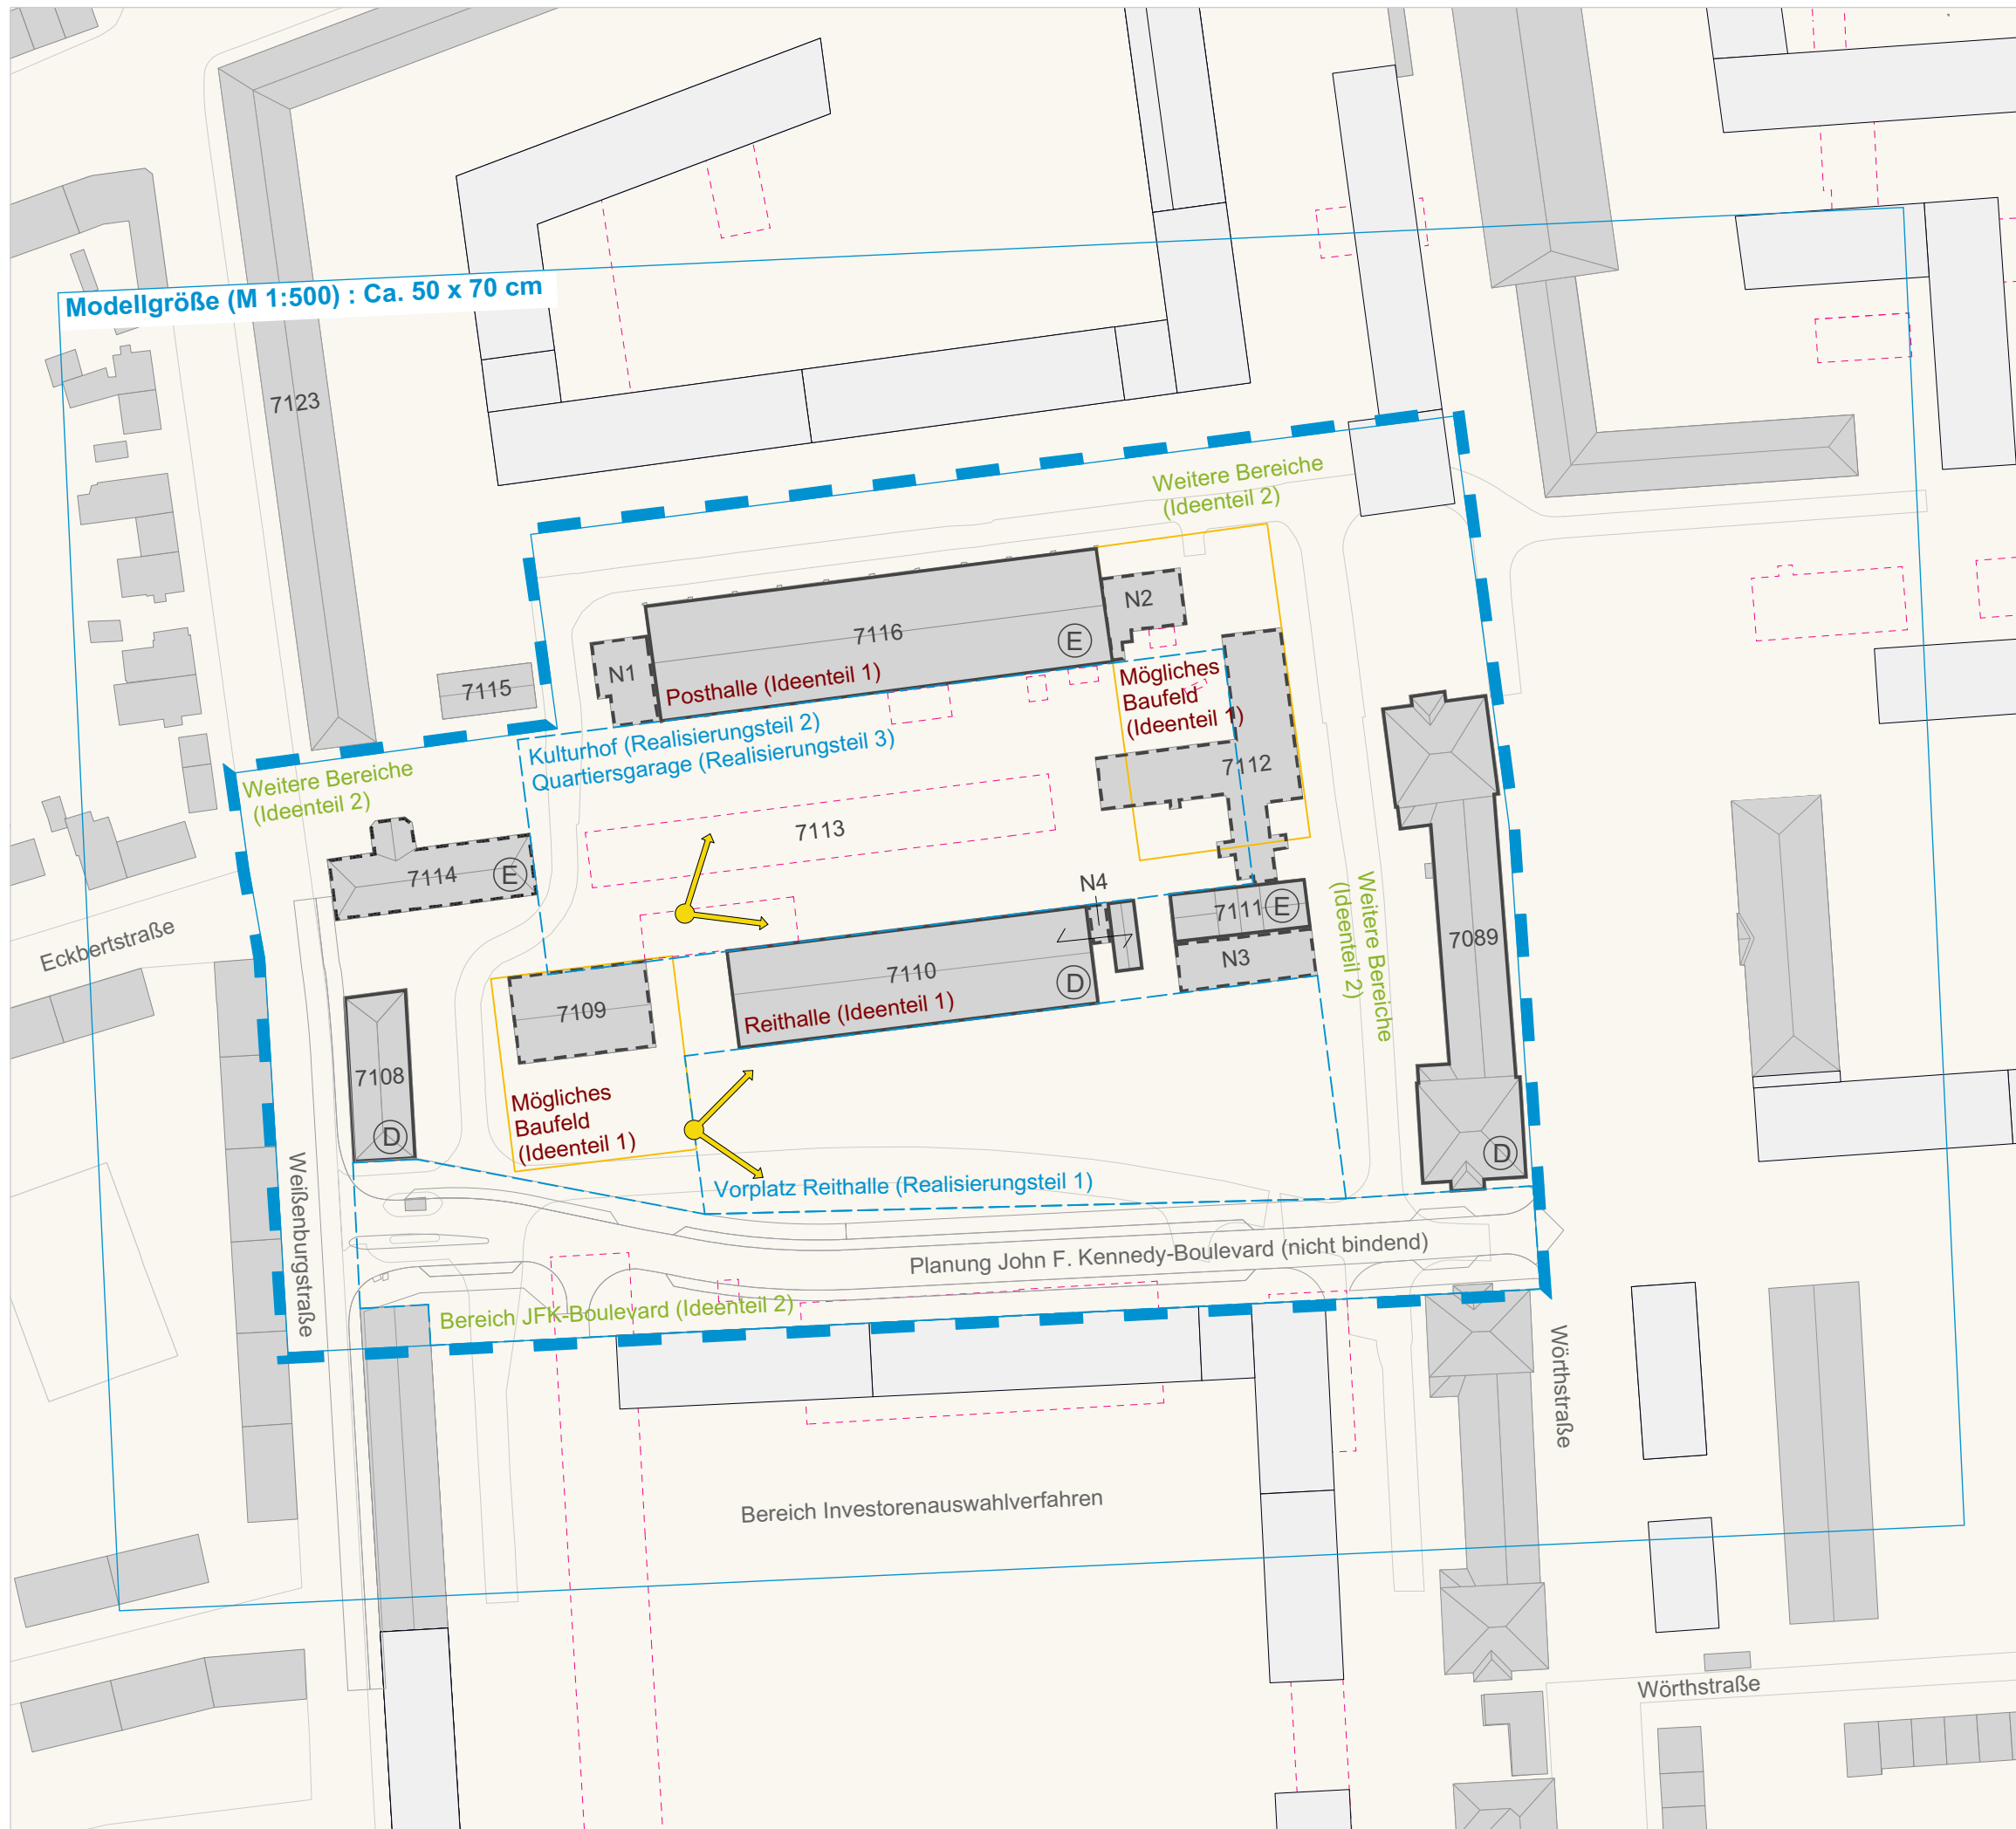 Modellgröße (M 1:500) : Ca. 50 x 70 cm
7123
Weitere Bereiche
(Ideenteil 2)
N2
7116
E
N1
Posthalle (Ideenteil 1)
7115
Mögliches
Baufeld
(Ideenteil 1)
Kulturhof (Realisierungsteil 2)
Quartiersgarage (Realisierungsteil 3)
7112
Weitere Bereiche
(Ideenteil 2)
7113
7114
E
N4
7111
E
Weitere Bereiche
(Ideenteil 2)
7089
Eckbertstraße
N3
7110
D
Reithalle (Ideenteil 1)
7109
7108
D
Mögliches
Baufeld
(Ideenteil 1)
D
Vorplatz Reithalle (Realisierungsteil 1)
Weißenburgstraße
Planung John F. Kennedy-Boulevard (nicht bindend)
Bereich JFK-Boulevard (Ideenteil 2)
Wörthstraße
Bereich Investorenauswahlverfahren
Wörthstraße